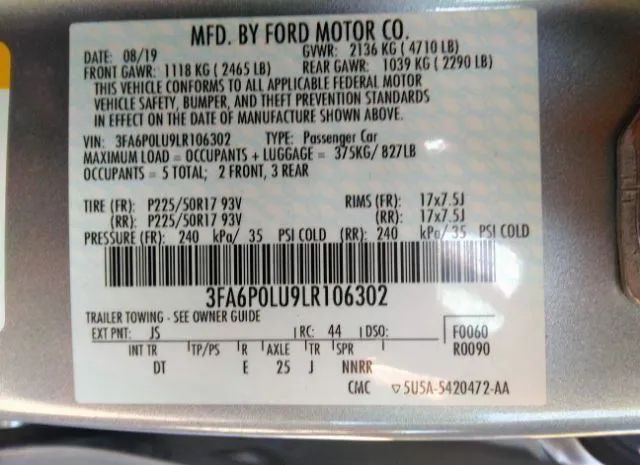 MFD. BY FORD MOTOR CO.
DATE: 08/19 GVWR: 2136 KG ( 4710 LB)
FRONT GAWR: 1118 KG ( 2465 LB) REAR GAWR: 1039 KG ( 2290 LB)
THIS VEHICLE CONFORMS TO ALL APPLICABLE FEDERAL MOTOR
VEHICLE SAFETY, BUMPER, AND THEFT PREVENTION STANDARDS
IN EFFECT ON THE DATE OF MANUFACTURE SHOWN ABOVE.
VIN: 3FA6P0LU9LR106302 TYPE: Passenger Car
MAXIMUM LOAD = OCCUPANTS + LUGGAGE = 375KG/ 827LB
OCCUPANTS = 5 TOTAL; 2 FRONT, 3 REAR
TIRE (FR): P225/50R17 93V RIMS (FR): 17x7.5J
(RR): P225/50R17 93V (RR): 17x7.5J
PRESSURE (FR): 240 kPa/ 35 PSI COLD (RR): 240 kPa/ 35 PSI COLD
3FA6P0LU9LR106302
TRAILER TOWING - SEE OWNER GUIDE
EXT PNT: JS RC: 44 DSO: F0060
INT TR TP/PS R AXLE TR SPR R0090
DT E 25 J NNRR
CMC ▽5U5A-5420472-AA